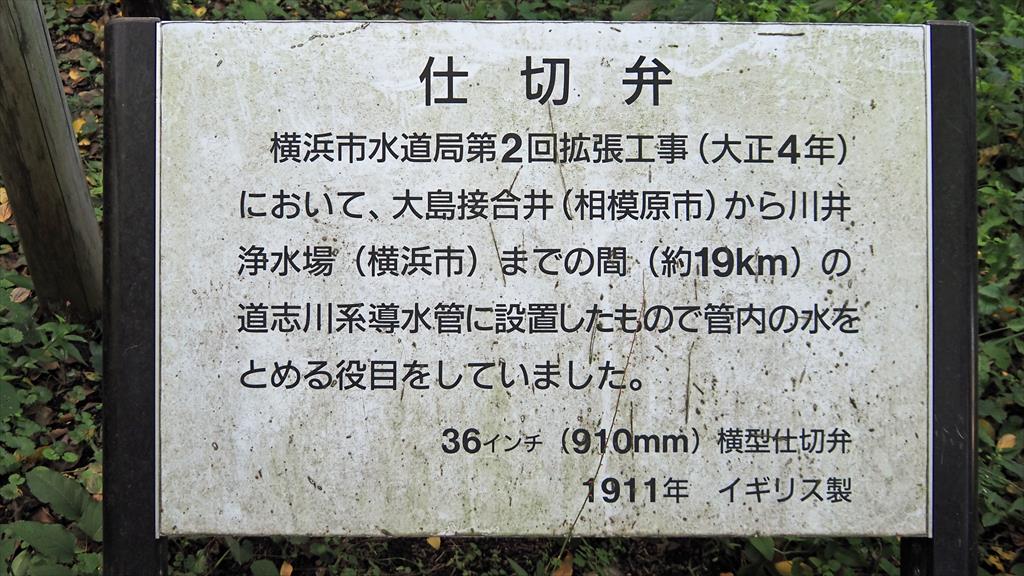 仕切弁
横浜市水道局第2回拡張工事(大正4年)
において、大島接合井(相模原市)から川井
浄水場(横浜市)までの間(約19km)の
道志川系導水管に設置したもので管内の水を
とめる役目をしていました。
36インチ(910mm)横型仕切弁
1911年 イギリス製